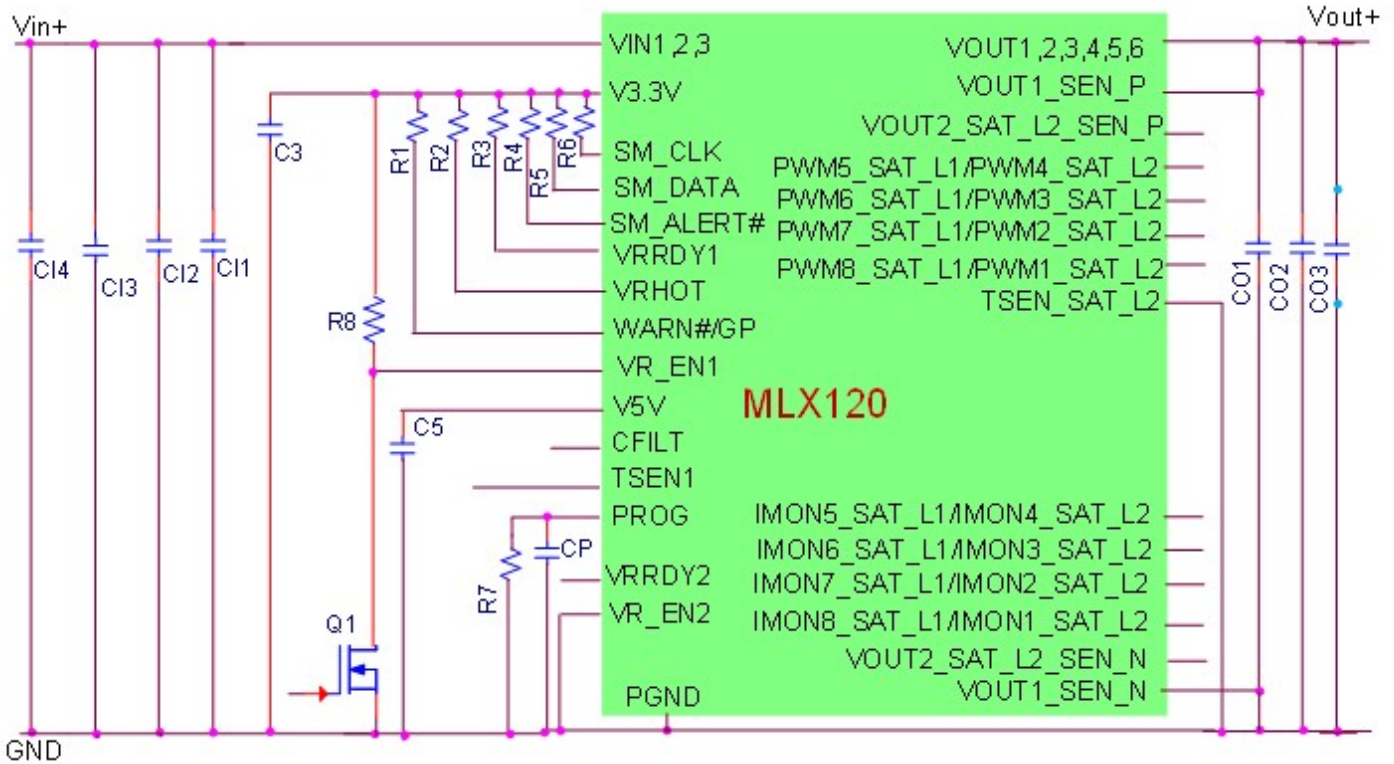 Vin+
Vout+
VIN1,2,3
VOUT1,2,3,4,5,6
V3.3V
VOUT1_SEN_P
VOUT2_SAT_L2_SEN_P
C3
R1
R2
R3
R4
R5
R6
SM_CLK
PWM5_SAT_L1/PWM4_SAT_L2
SM_DATA
PWM6_SAT_L1/PWM3_SAT_L2
SM_ALERT#
PWM7_SAT_L1/PWM2_SAT_L2
VRRDY1
PWM8_SAT_L1/PWM1_SAT_L2
CI4
CI3
CI2
CI1
VRHOT
TSEN_SAT_L2
CO1
CO2
CO3
R8
WARN#/GP
VR_EN1
MLX120
V5V
C5
CFILT
TSEN1
PROG
IMON5_SAT_L1/IMON4_SAT_L2
CP
IMON6_SAT_L1/IMON3_SAT_L2
R7
VRRDY2
IMON7_SAT_L1/IMON2_SAT_L2
VR_EN2
IMON8_SAT_L1/IMON1_SAT_L2
Q1
VOUT2_SAT_L2_SEN_N
PGND
VOUT1_SEN_N
GND